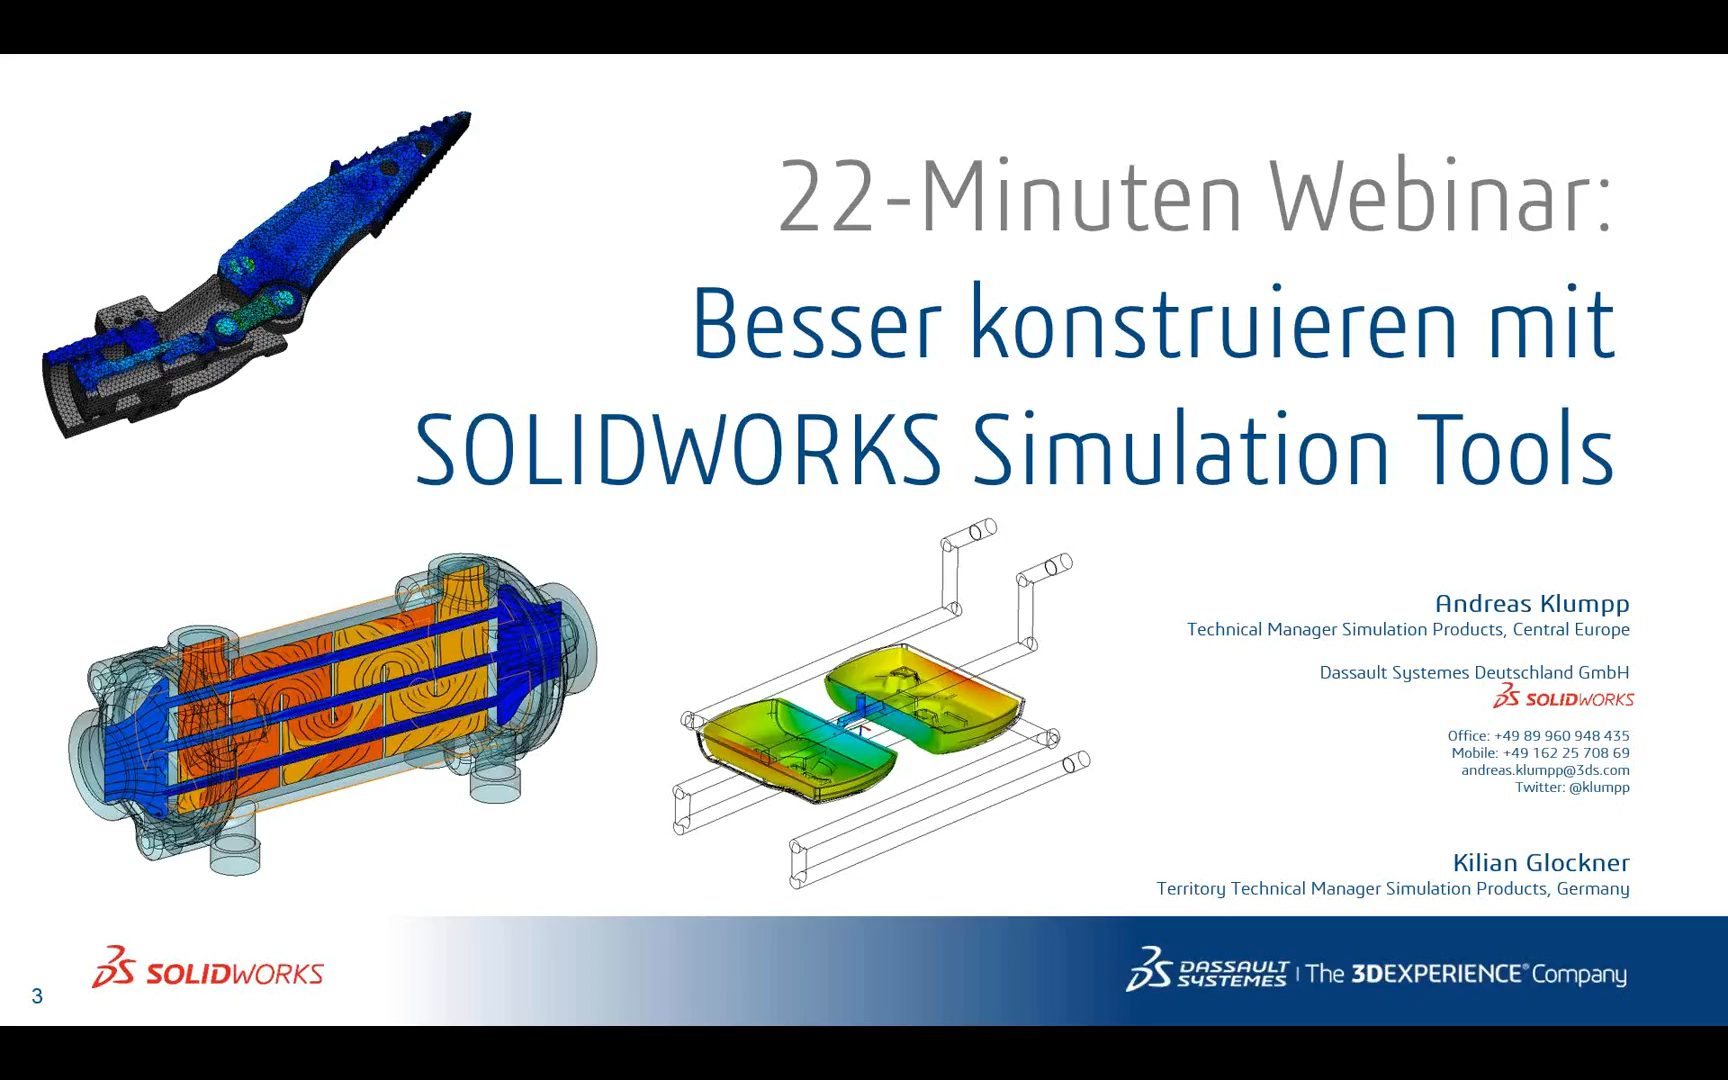 22-Minuten Webinar:
Besser konstruieren mit
SOLIDWORKS Simulation Tools
Andreas Klumpp
Technical Manager Simulation Products, Central Europe
Dassault Systemes Deutschland GmbH
SOLIDWORKS
Office: +49 89 960 948 435
Mobile: +49 162 25 708 69
andreas.klumpp@3ds.com
Twitter: @klumpp
Kilian Glockner
Territory Technical Manager Simulation Products, Germany
SOLIDWORKS
DASSAULT SYSTEMES | The 3DEXPERIENCE® Company
3